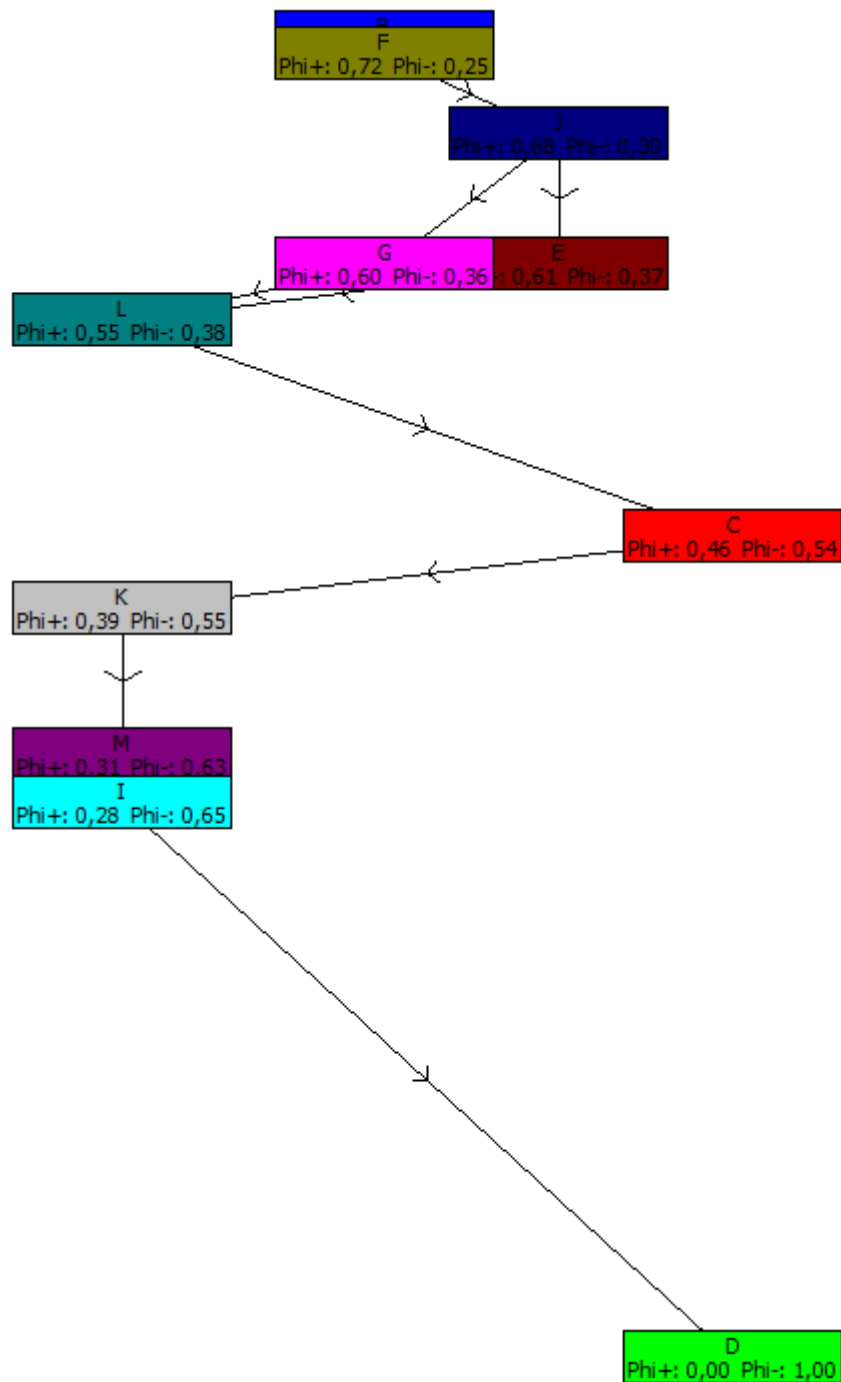 F
Phi+: 0,72 Phi-: 0,25
J
Phi+: 0,68 Phi-: 0,30
G
Phi+: 0,60 Phi-: 0,36
E
-: 0,61 Phi-: 0,37
L
Phi+: 0,55 Phi-: 0,38
C
Phi+: 0,46 Phi-: 0,54
K
Phi+: 0,39 Phi-: 0,55
M
Phi+: 0,31 Phi-: 0,63
I
Phi+: 0,28 Phi-: 0,65
D
Phi+: 0,00 Phi-: 1,00